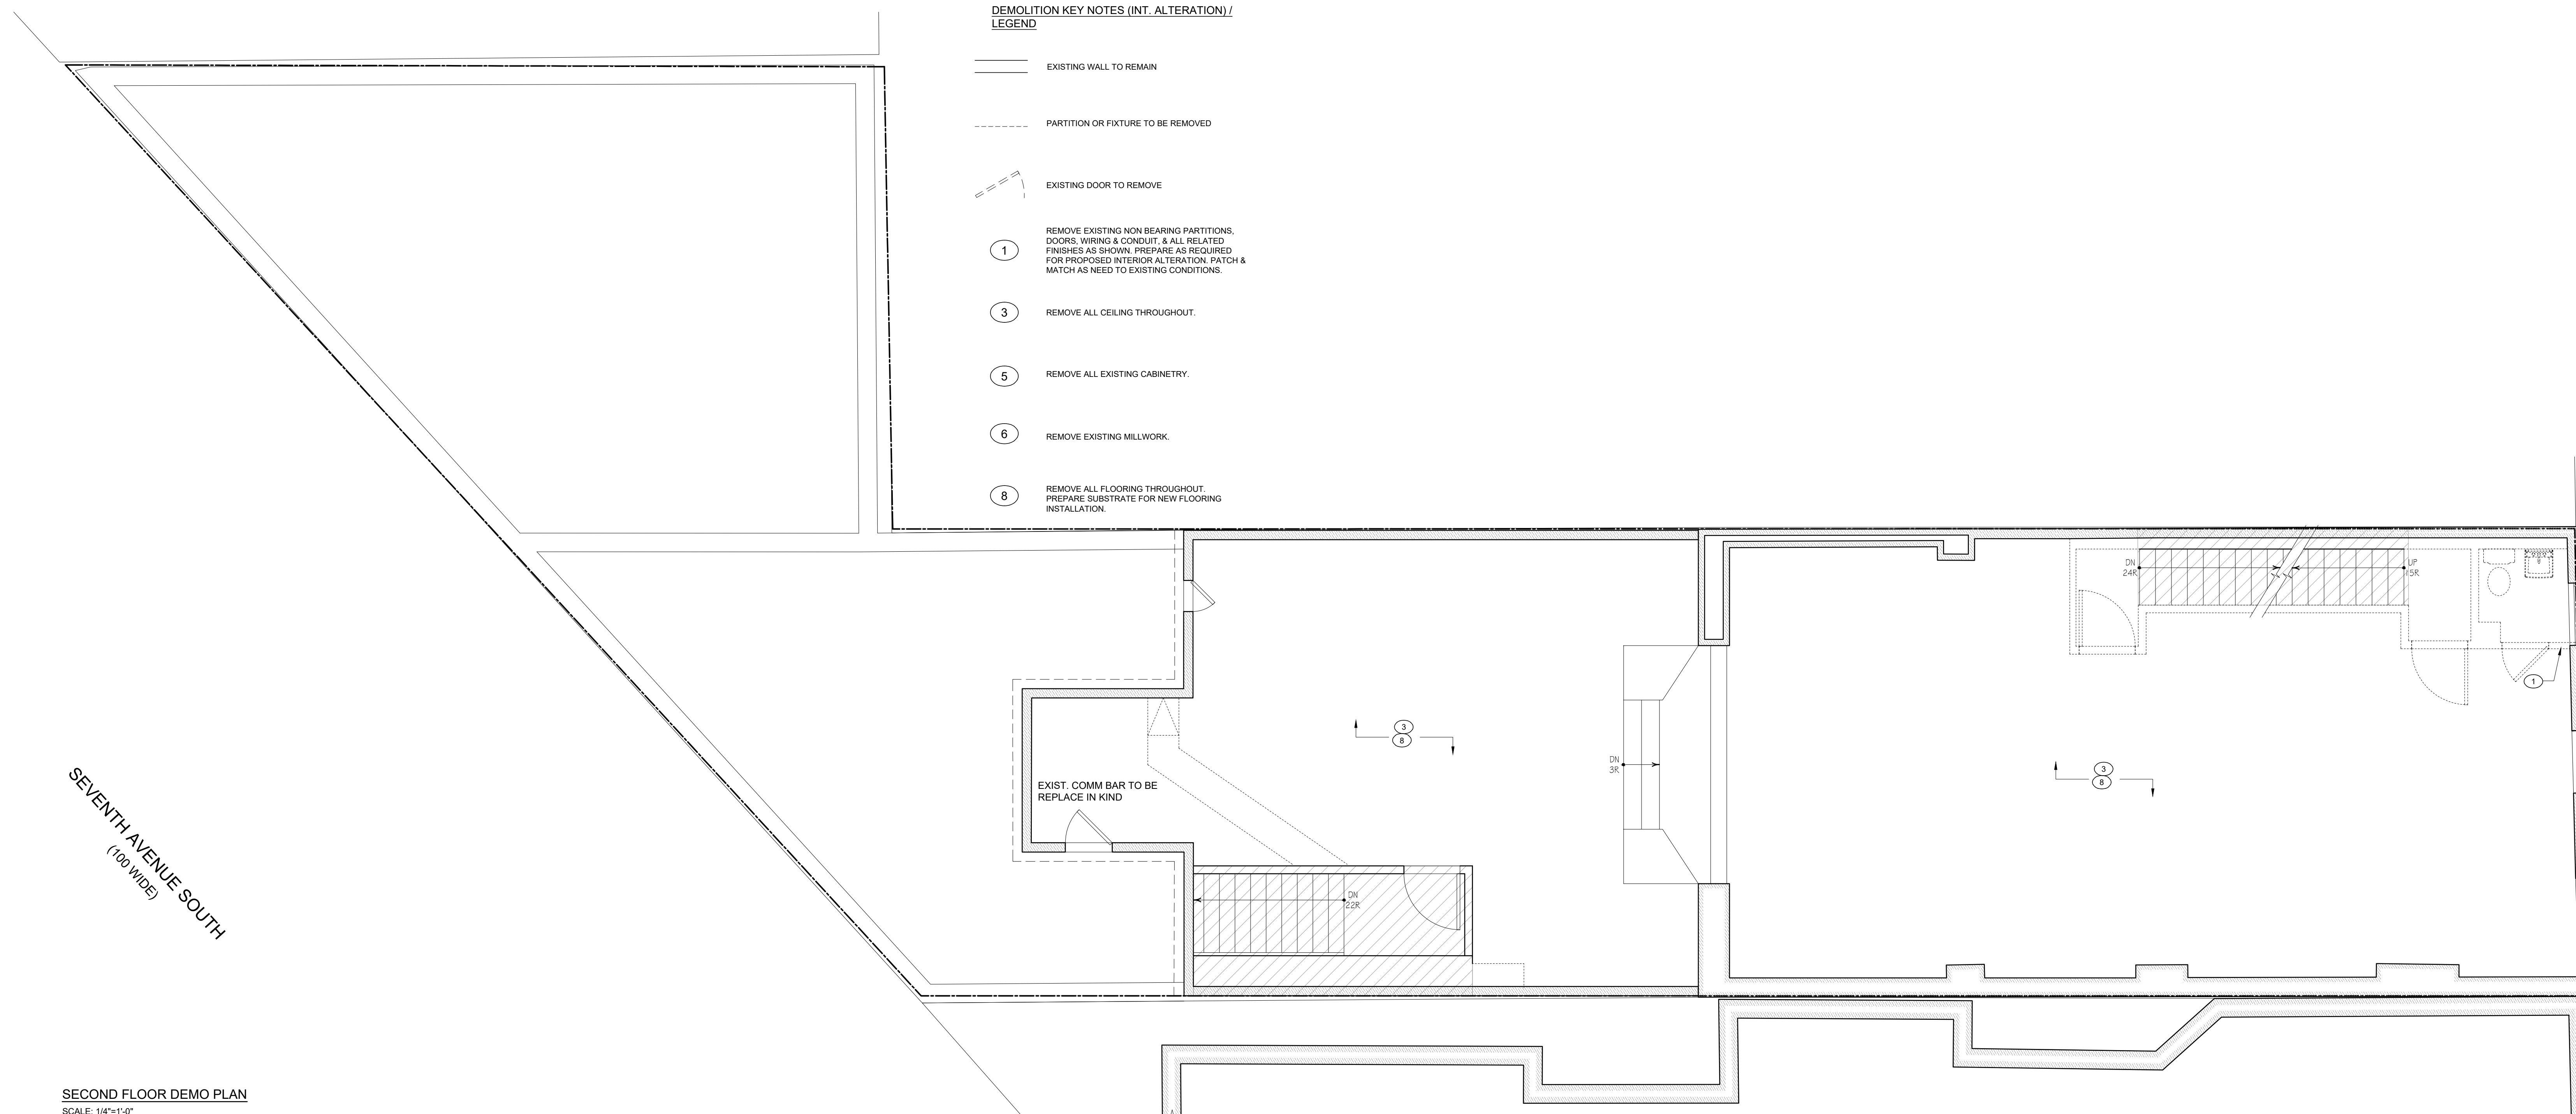 DEMOLITION KEY NOTES (INT. ALTERATION) /
LEGEND
EXISTING WALL TO REMAIN
PARTITION OR FIXTURE TO BE REMOVED
EXISTING DOOR TO REMOVE
1
REMOVE EXISTING NON BEARING PARTITIONS,
DOORS, WIRING & CONDUIT, & ALL RELATED
FINISHES AS SHOWN. PREPARE AS REQUIRED
FOR PROPOSED INTERIOR ALTERATION. PATCH &
MATCH AS NEED TO EXISTING CONDITIONS.
3
REMOVE ALL CEILING THROUGHOUT.
5
REMOVE ALL EXISTING CABINETRY.
6
REMOVE EXISTING MILLWORK.
8
REMOVE ALL FLOORING THROUGHOUT.
PREPARE SUBSTRATE FOR NEW FLOORING
INSTALLATION.
DN
24R
UP
15R
1
3
8
DN
3R
3
8
EXIST. COMM BAR TO BE
REPLACE IN KIND
DN
22R
SEVENTH AVENUE SOUTH
(100 WIDE)
SECOND FLOOR DEMO PLAN
SCALE: 1/4"=1'-0"